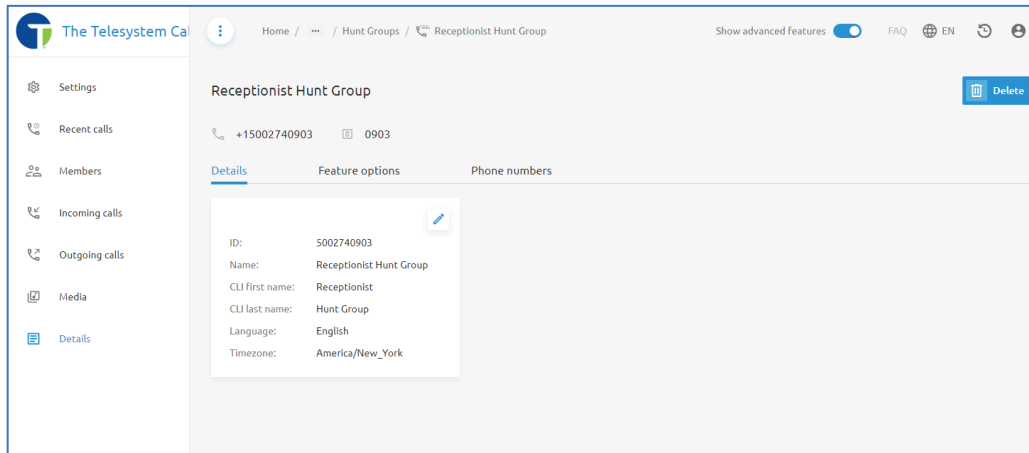 The Telesystem Cal
Home / ••• / Hunt Groups / Receptionist Hunt Group
Show advanced features
FAQ
EN
Settings
Recent calls
Members
Incoming calls
Outgoing calls
Media
Details
Receptionist Hunt Group
Delete
+15002740903
0903
Details
Feature options
Phone numbers
ID: 5002740903
Name: Receptionist Hunt Group
CLI first name: Receptionist
CLI last name: Hunt Group
Language: English
Timezone: America/New_York